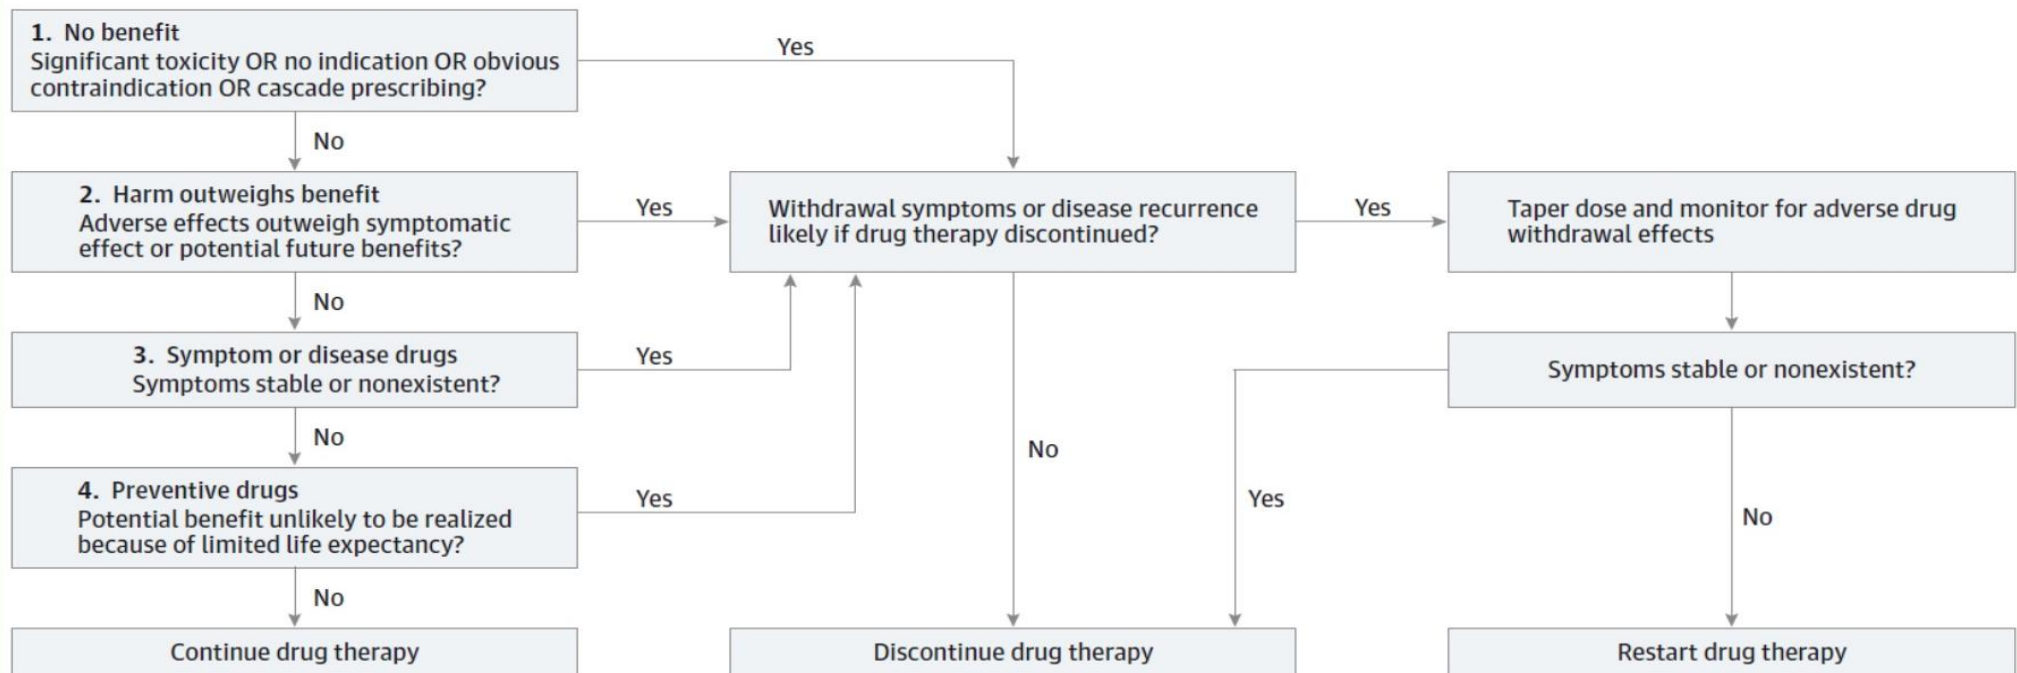 1. No benefit
Significant toxicity OR no indication OR obvious
contraindication OR cascade prescribing?
Yes
No
2. Harm outweighs benefit
Adverse effects outweigh symptomatic
effect or potential future benefits?
Yes
Withdrawal symptoms or disease recurrence
likely if drug therapy discontinued?
Yes
Taper dose and monitor for adverse drug
withdrawal effects
No
3. Symptom or disease drugs
Symptoms stable or nonexistent?
Yes
Symptoms stable or nonexistent?
No
No
4. Preventive drugs
Potential benefit unlikely to be realized
because of limited life expectancy?
Yes
Yes
No
No
Continue drug therapy
Discontinue drug therapy
Restart drug therapy